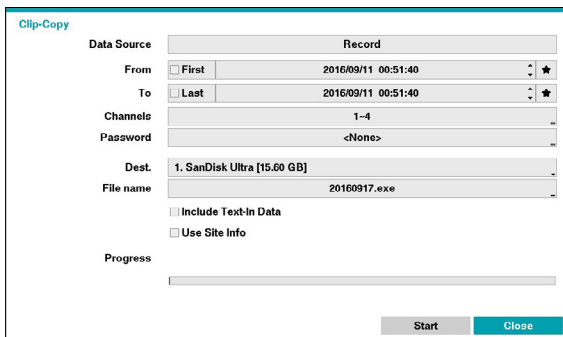 Clip-Copy
Data Source Record
From First 2016/09/11 00:51:40
To Last 2016/09/11 00:51:40
Channels 1~4
Password <None>
Dest. 1. SanDisk Ultra [15.60 GB]
File name 20160917.exe
Include Text-In Data
Use Site Info
Progress
Start Close